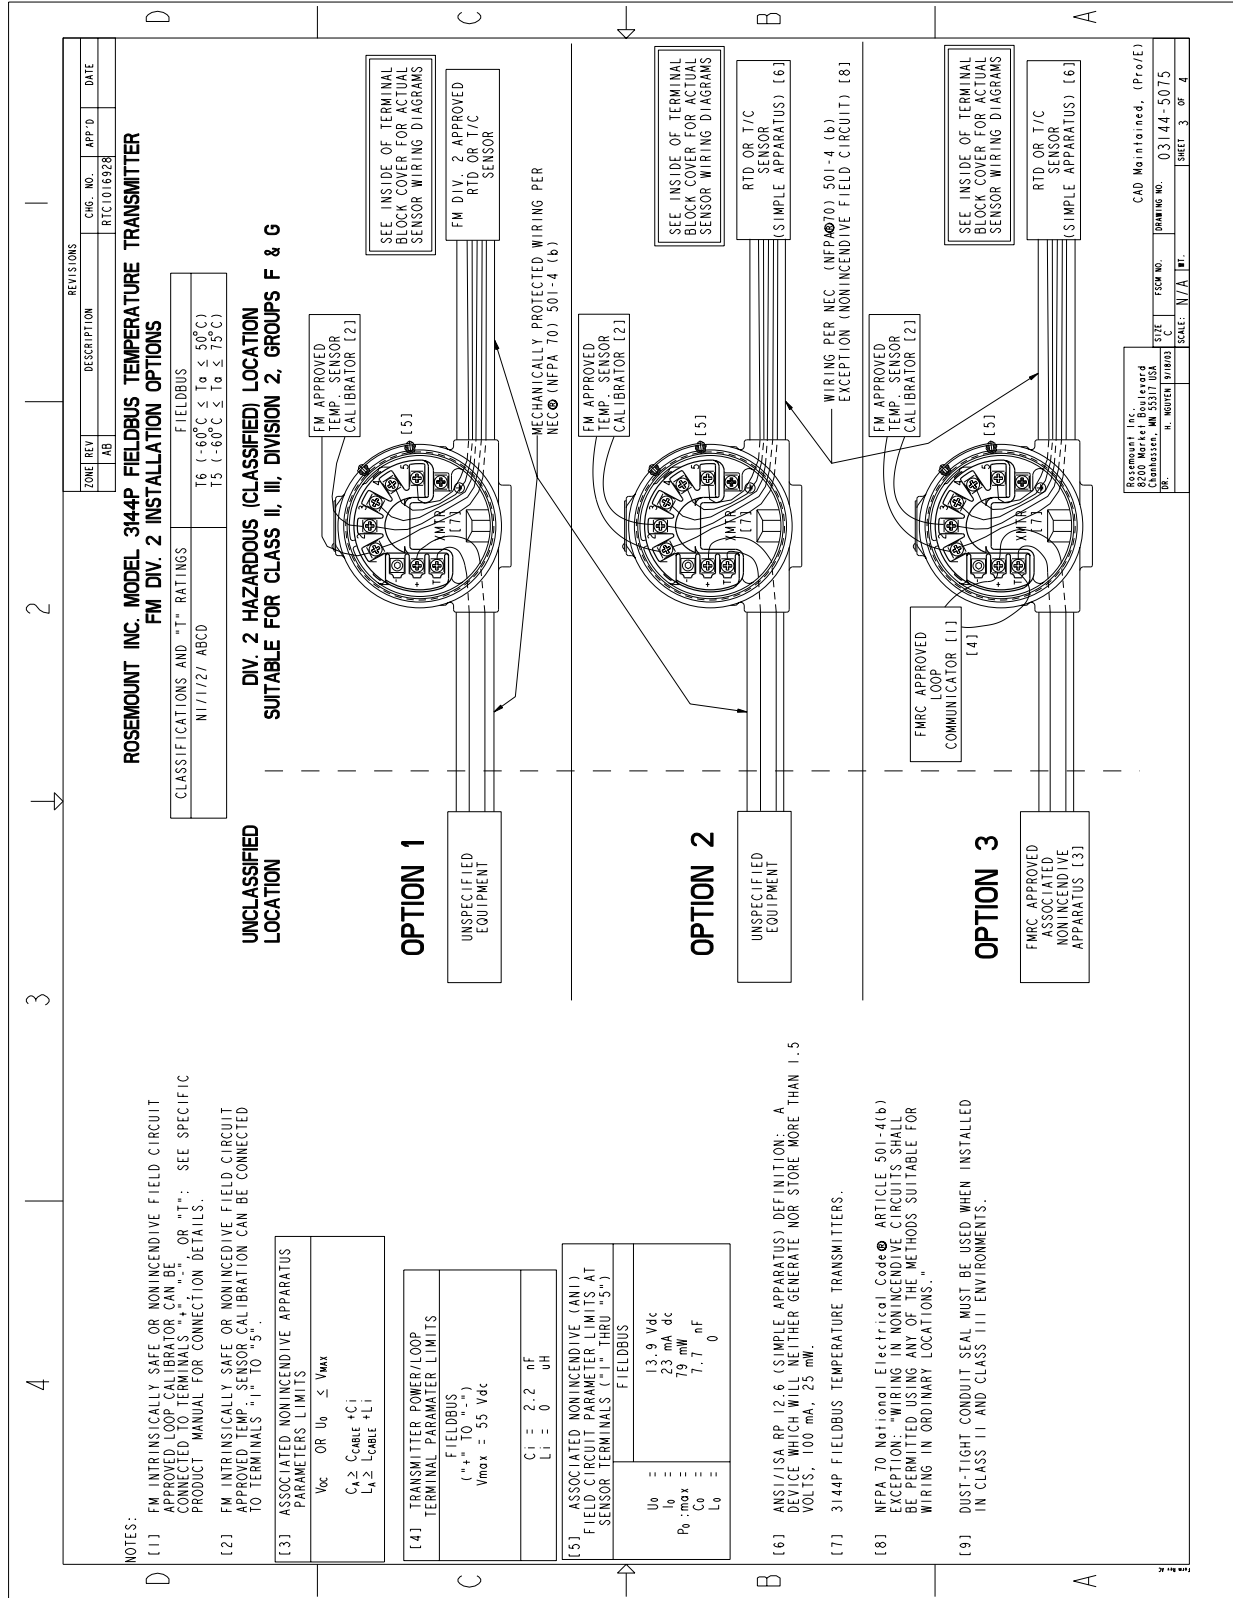 4
3
2
D
C
B
A
D
C
B
A
REVISIONS
ZONE REV DESCRIPTION CHG. NO. APP'D DATE
AB RTC1016928
ROSEMOUNT INC. MODEL 3144P FIELDBUS TEMPERATURE TRANSMITTER
FM DIV. 2 INSTALLATION OPTIONS
CLASSIFICATIONS AND "T" RATINGS FIELDBUS
NI/1/2/ ABCD
T6 (-60°C ≤ Ta ≤ 50°C)
T5 (-60°C ≤ Ta ≤ 75°C)
UNCLASSIFIED
LOCATION
DIV. 2 HAZARDOUS (CLASSIFIED) LOCATION
SUITABLE FOR CLASS II, III, DIVISION 2, GROUPS F & G
OPTION 1
UNSPECIFIED
EQUIPMENT
FM APPROVED
TEMP. SENSOR
CALIBRATOR [2]
[5]
XMTR
[7]
SEE INSIDE OF TERMINAL
BLOCK COVER FOR ACTUAL
SENSOR WIRING DIAGRAMS
FM DIV. 2 APPROVED
RTD OR T/C
SENSOR
MECHANICALLY PROTECTED WIRING PER
NEC® (NFPA 70) 501-4 (b)
OPTION 2
UNSPECIFIED
EQUIPMENT
FM APPROVED
TEMP. SENSOR
CALIBRATOR [2]
[5]
XMTR
[7]
SEE INSIDE OF TERMINAL
BLOCK COVER FOR ACTUAL
SENSOR WIRING DIAGRAMS
RTD OR T/C
SENSOR
(SIMPLE APPARATUS) [6]
WIRING PER NEC (NFPA®70) 501-4 (b)
EXCEPTION (NONINCENDIVE FIELD CIRCUIT) [8]
OPTION 3
FMRC APPROVED
ASSOCIATED
NONINCENDIVE
APPARATUS [3]
FMRC APPROVED
LOOP
COMMUNICATOR [1]
[4]
FM APPROVED
TEMP. SENSOR
CALIBRATOR [2]
[5]
XMTR
[7]
SEE INSIDE OF TERMINAL
BLOCK COVER FOR ACTUAL
SENSOR WIRING DIAGRAMS
RTD OR T/C
SENSOR
(SIMPLE APPARATUS) [6]
NOTES:
[1] FM INTRINSICALLY SAFE OR NONINCENDIVE FIELD CIRCUIT
APPROVED LOOP CALIBRATOR CAN BE
CONNECTED TO TERMINALS "+" "-", OR "T": SEE SPECIFIC
PRODUCT MANUAL FOR CONNECTION DETAILS.
[2] FM INTRINSICALLY SAFE OR NONINCEDIVE FIELD CIRCUIT
APPROVED TEMP. SENSOR CALIBRATION CAN BE CONNECTED
TO TERMINALS "1" TO "5".
[3] ASSOCIATED NONINCENDIVE APPARATUS
PARAMETERS LIMITS
Voc OR Uo ≤ VMAX
CA ≥ CCABLE +Ci
LA ≥ LCABLE +Li
[4] TRANSMITTER POWER/LOOP
TERMINAL PARAMATER LIMITS
FIELDBUS
("+" TO "-")
Vmax = 55 Vdc
Ci = 2.2 nF
Li = 0 uH
[5] ASSOCIATED NONINCENDIVE (ANI)
FIELD CIRCUIT PARAMETER LIMITS AT
SENSOR TERMINALS ("1" THRU "5")
FIELDBUS
Uo = 13.9 Vdc
Io = 23 mA dc
Po:max = 79 mW
Co = 7.7 nF
Lo = 0
[6] ANSI/ISA RP 12.6 (SIMPLE APPARATUS) DEFINITION: A
DEVICE WHICH WILL NEITHER GENERATE NOR STORE MORE THAN 1.5
VOLTS, 100 mA, 25 mW.
[7] 3144P FIELDBUS TEMPERATURE TRANSMITTERS.
[8] NFPA 70 National Electrical Code® ARTICLE 501-4(b)
EXCEPTION: "WIRING IN NONINCENDIVE CIRCUITS SHALL
BE PERMITTED USING ANY OF THE METHODS SUITABLE FOR
WIRING IN ORDINARY LOCATIONS."
[9] DUST-TIGHT CONDUIT SEAL MUST BE USED WHEN INSTALLED
IN CLASS II AND CLASS III ENVIRONMENTS.
CAD Maintained, (Pro/E)
Rosemount Inc.
8200 Market Boulevard
Chanhassen, MN 55317 USA
DR. H. NGUYEN 9/18/03
SIZE FSCM NO. DRAWING NO.
C 03144-5075
SCALE: N/A WT. SHEET 3 OF 4
Form Rev AC